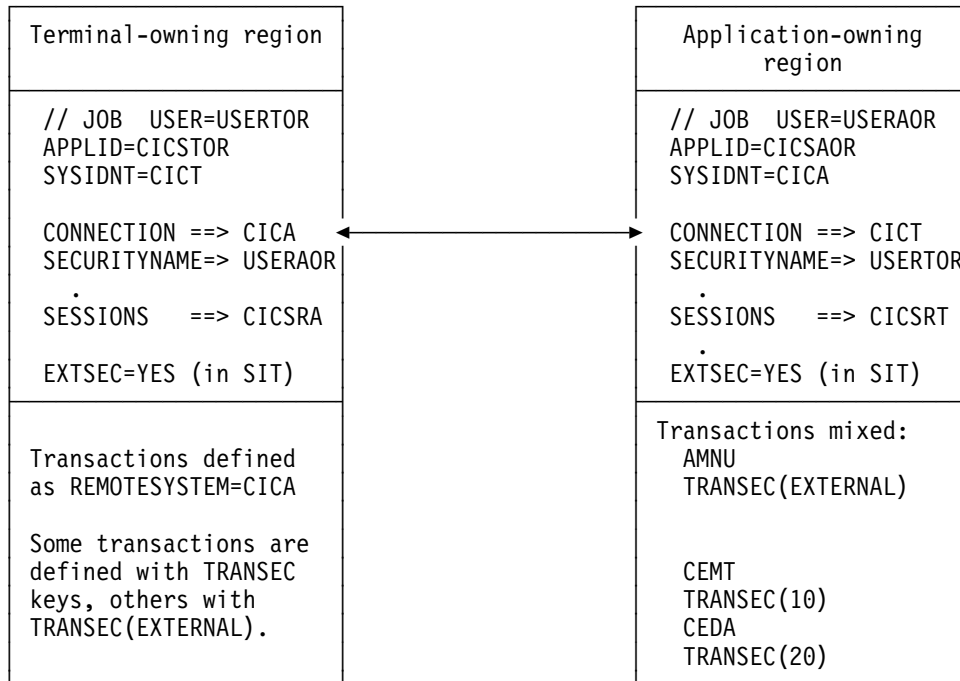 Terminal-owning region
// JOB  USER=USERTOR
APPLID=CICSTOR
SYSIDNT=CICT
CONNECTION ==> CICA
SECURITYNAME=> USERAOR
.
SESSIONS   ==> CICSRA
EXTSEC=YES (in SIT)
Transactions defined
as REMOTESYSTEM=CICA
Some transactions are
defined with TRANSEC
keys, others with
TRANSEC(EXTERNAL).
Application-owning
region
// JOB  USER=USERAOR
APPLID=CICSAOR
SYSIDNT=CICA
CONNECTION ==> CICT
SECURITYNAME=> USERTOR
.
SESSIONS   ==> CICSRT
.
EXTSEC=YES (in SIT)
Transactions mixed:
AMNU
TRANSEC(EXTERNAL)
CEMT
TRANSEC(10)
CEDA
TRANSEC(20)